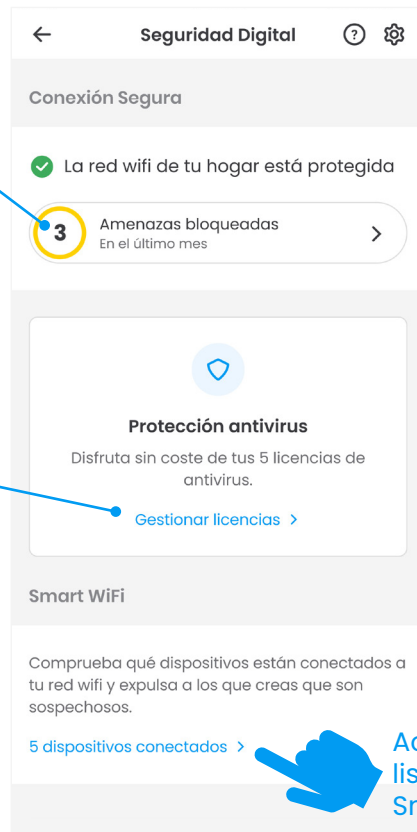 Seguridad Digital
Conexión Segura
La red wifi de tu hogar está protegida
3
Amenazas bloqueadas
En el último mes
Protección antivirus
Disfruta sin coste de tus 5 licencias de
antivirus.
Gestionar licencias >
Smart WiFi
Comprueba qué dispositivos están conectados a
tu red wifi y expulsa a los que creas que son
sospechosos.
5 dispositivos conectados >